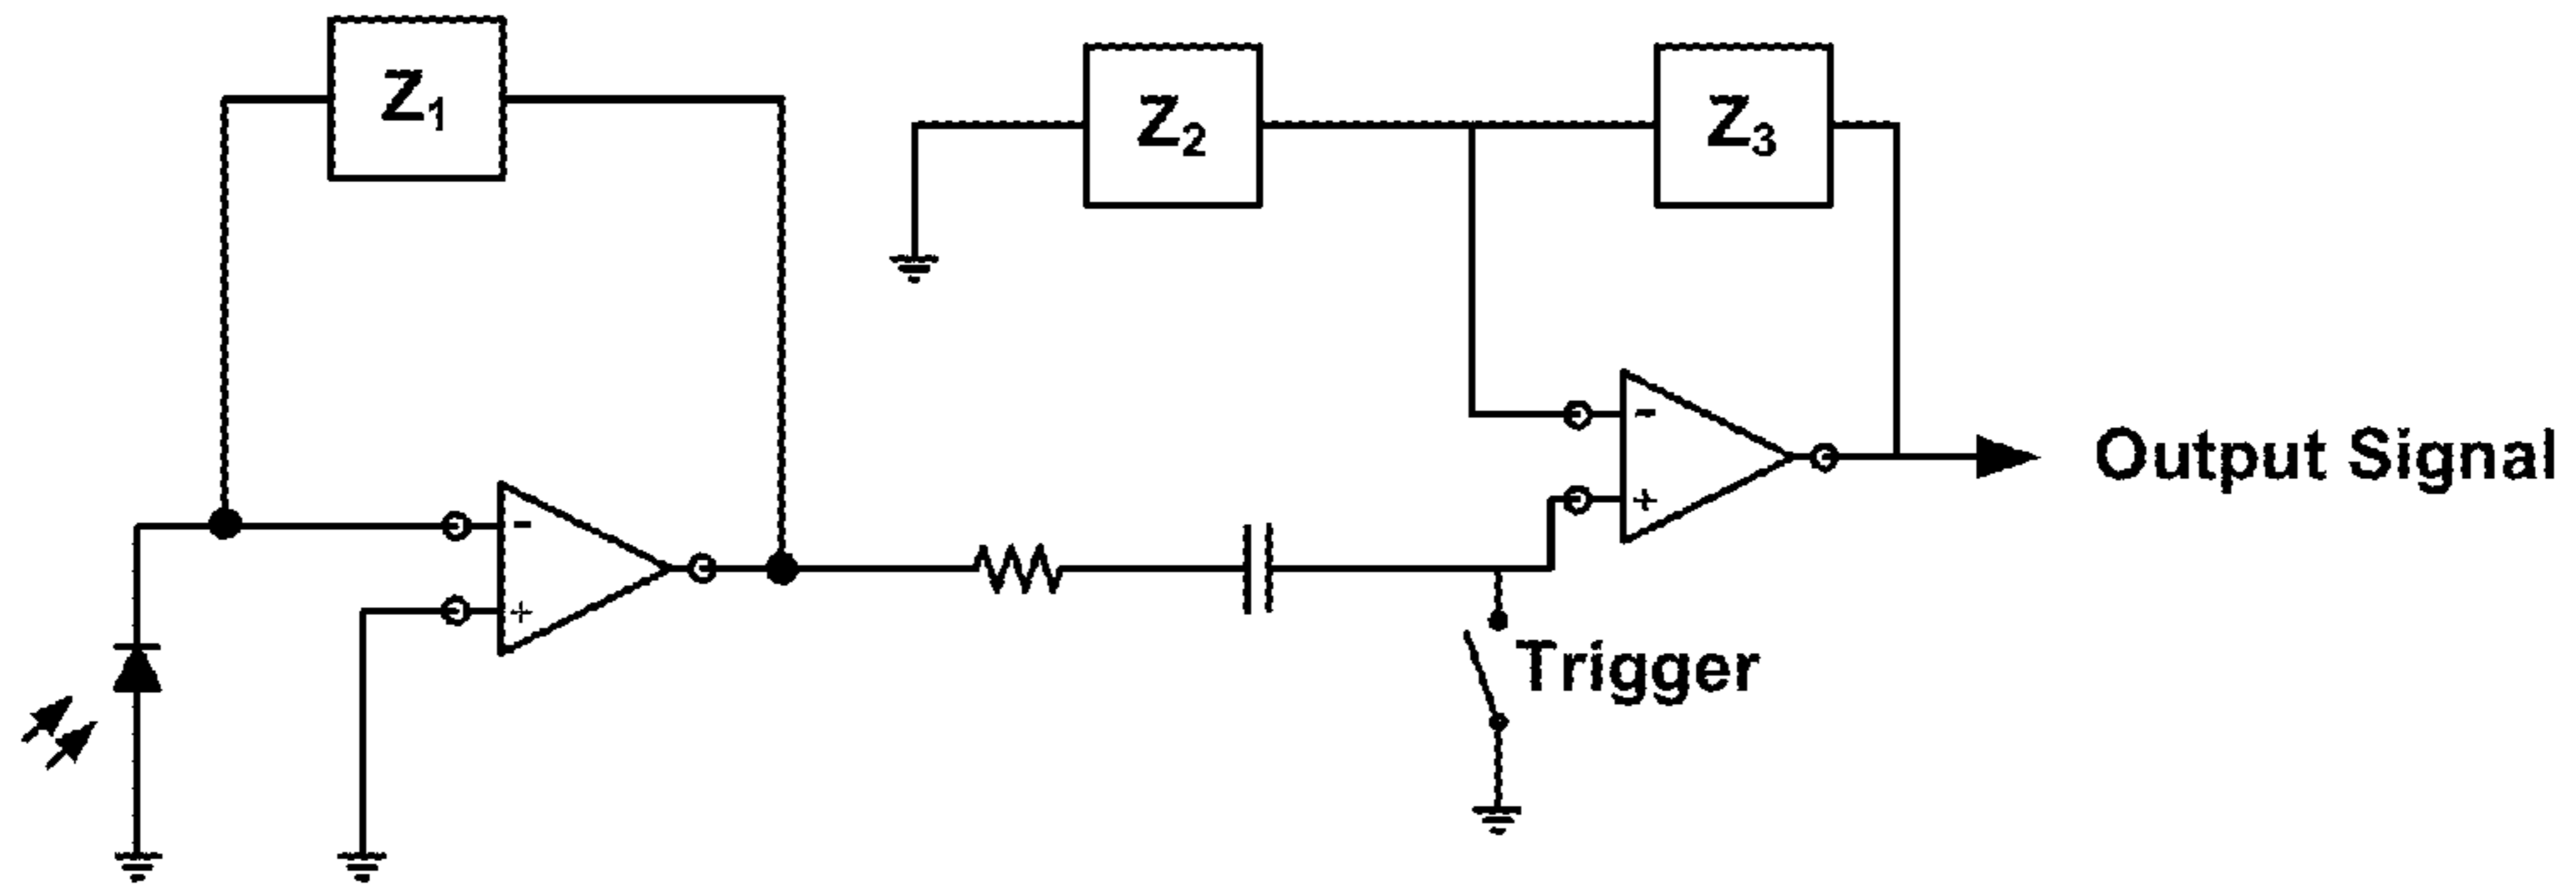 Z1
Z2
Z3
-
+
-
+
Output Signal
Trigger